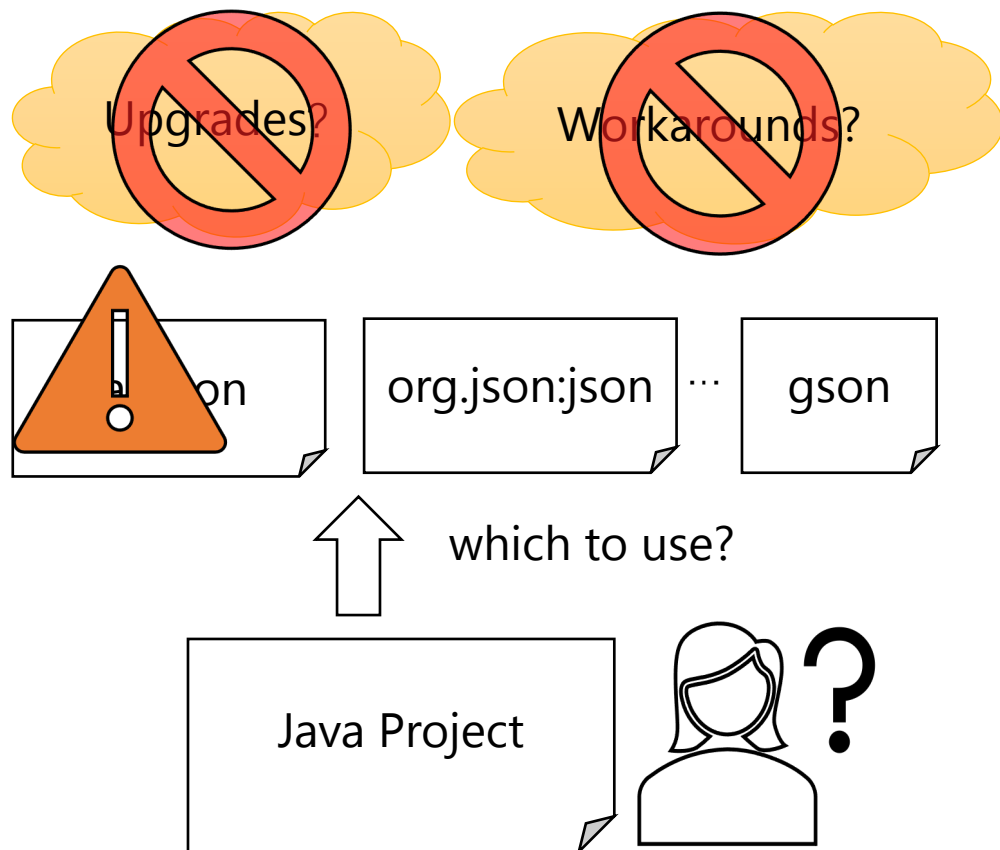 Upgrades?
Workarounds?
org.json:json
...
gson
which to use?
Java Project
?